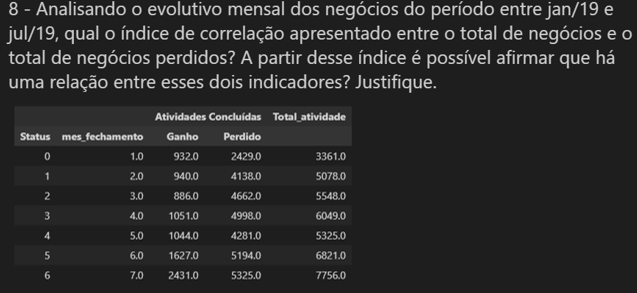 8 - Analisando o evolutivo mensal dos negócios do período entre jan/19 e
jul/19, qual o índice de correlação apresentado entre o total de negócios e o
total de negócios perdidos? A partir desse índice é possível afirmar que há
uma relação entre esses dois indicadores? Justifique.
Atividades Concluídas Total_atividade
Status mes_fechamento Ganho Perdido
0 1.0 932.0 2429.0 3361.0
1 2.0 940.0 4138.0 5078.0
2 3.0 886.0 4662.0 5548.0
3 4.0 1051.0 4998.0 6049.0
4 5.0 1044.0 4281.0 5325.0
5 6.0 1627.0 5194.0 6821.0
6 7.0 2431.0 5325.0 7756.0